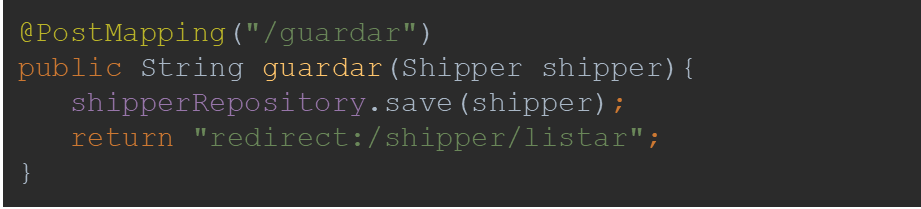 @PostMapping("/guardar")
public String guardar(Shipper shipper){
shipperRepository.save(shipper);
return "redirect:/shipper/listar";
}